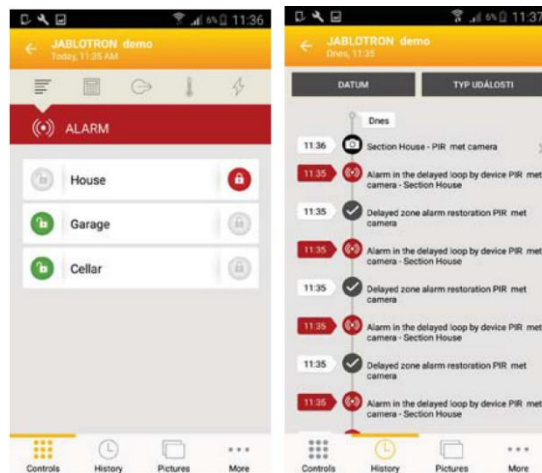 6% 11:36
JABLOTRON demo
Today, 11:35 AM
ALARM
House
Garage
Cellar
Controls History Pictures More
6% 11:37
JABLOTRON demo
Dnes, 11:35
DATUM TYP UDÁLOSTI
Dnes
11:36 Section House - PIR met camera
11:35 Alarm in the delayed loop by device PIR met
camera - Section House
11:35 Delayed zone alarm restoration PIR met
camera
11:35 Alarm in the delayed loop by device PIR met
camera - Section House
11:35 Delayed zone alarm restoration PIR met
camera
11:35 Alarm in the delayed loop by device PIR met
camera - Section House
11:35 Delayed zone alarm restoration PIR met
camera
11:35 Alarm in the delayed loop by device PIR met
camera - Section House
Controls History Pictures More